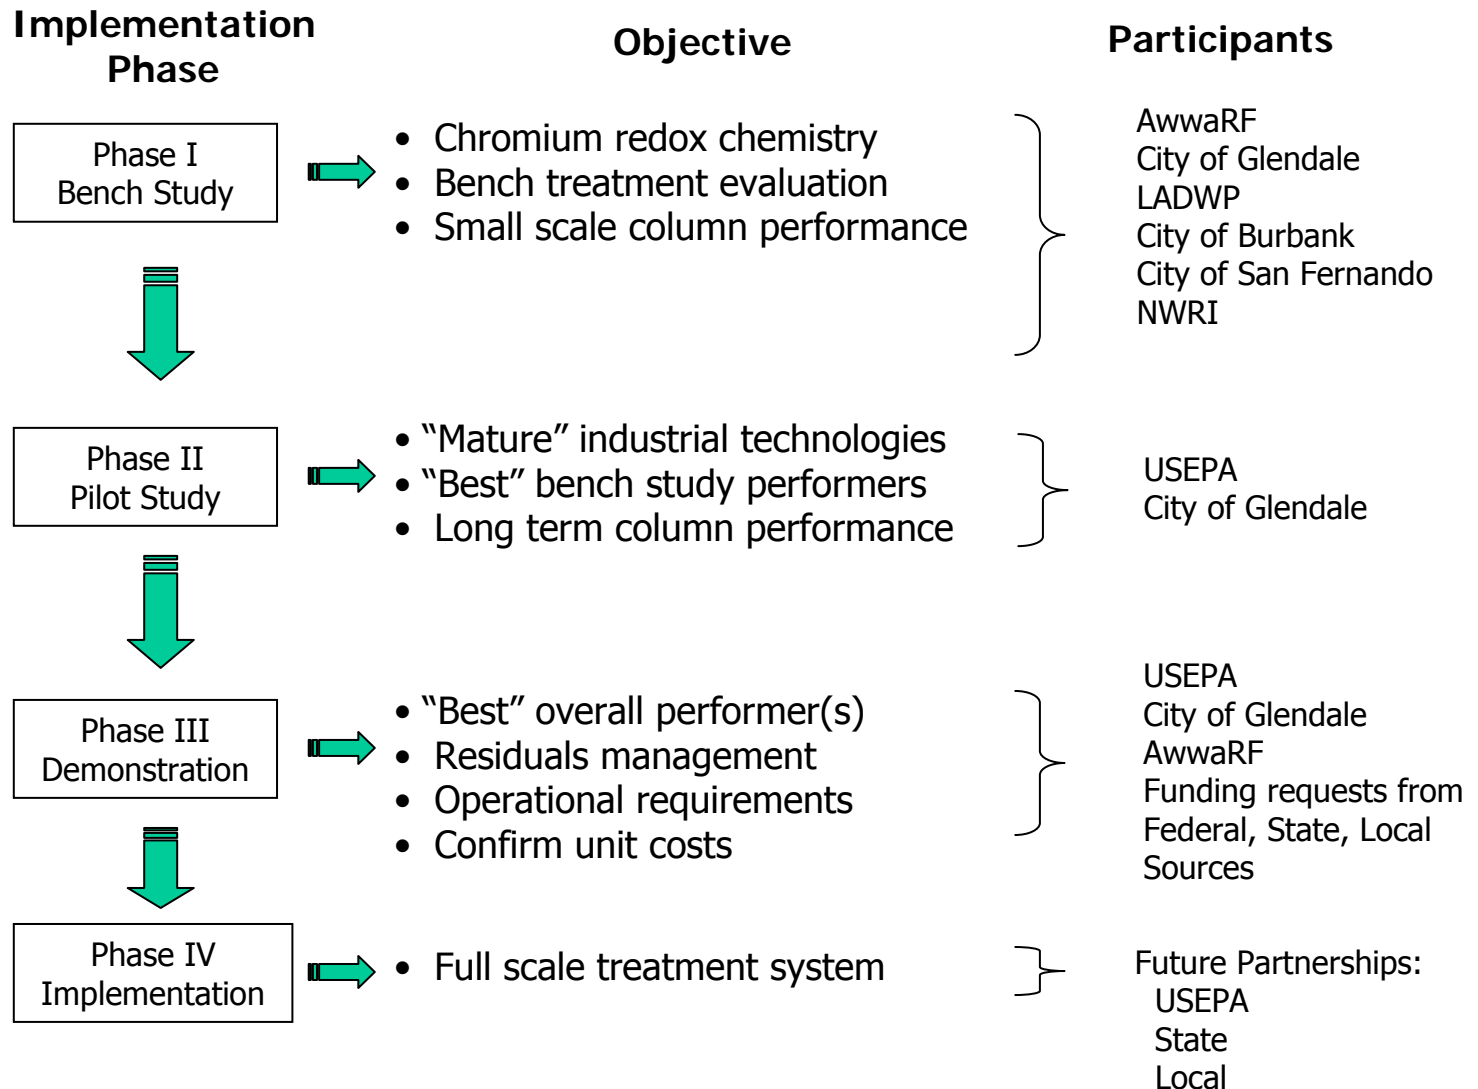 Implementation
Phase
Objective
Participants
Phase I
Bench Study
• Chromium redox chemistry
• Bench treatment evaluation
• Small scale column performance
AwwaRF
City of Glendale
LADWP
City of Burbank
City of San Fernando
NWRI
Phase II
Pilot Study
• “Mature” industrial technologies
• “Best” bench study performers
• Long term column performance
USEPA
City of Glendale
Phase III
Demonstration
• “Best” overall performer(s)
• Residuals management
• Operational requirements
• Confirm unit costs
USEPA
City of Glendale
AwwaRF
Funding requests from
Federal, State, Local
Sources
Phase IV
Implementation
• Full scale treatment system
Future Partnerships:
USEPA
State
Local